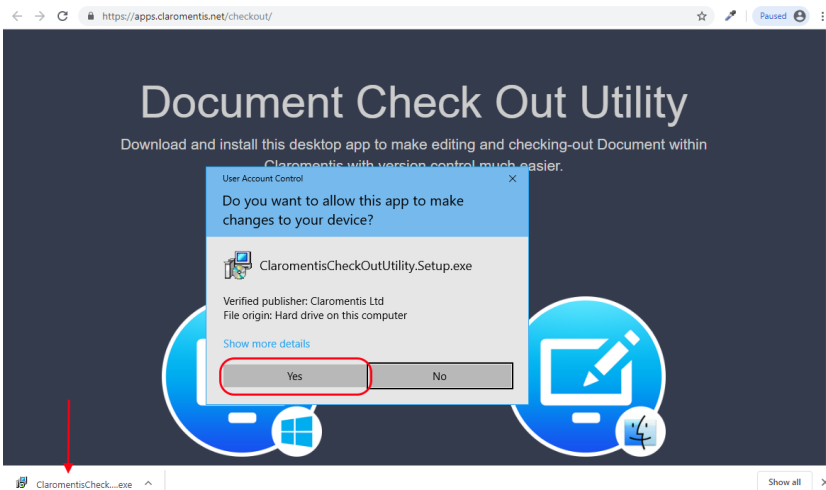 https://apps.claromentis.net/checkout/
Paused
Document Check Out Utility
Download and install this desktop app to make editing and checking-out Document within
Claromentis with version control much easier.
User Account Control
Do you want to allow this app to make
changes to your device?
ClaromentisCheckOutUtility.Setup.exe
Verified publisher: Claromentis Ltd
File origin: Hard drive on this computer
Show more details
Yes
No
ClaromentisCheck....exe
Show all